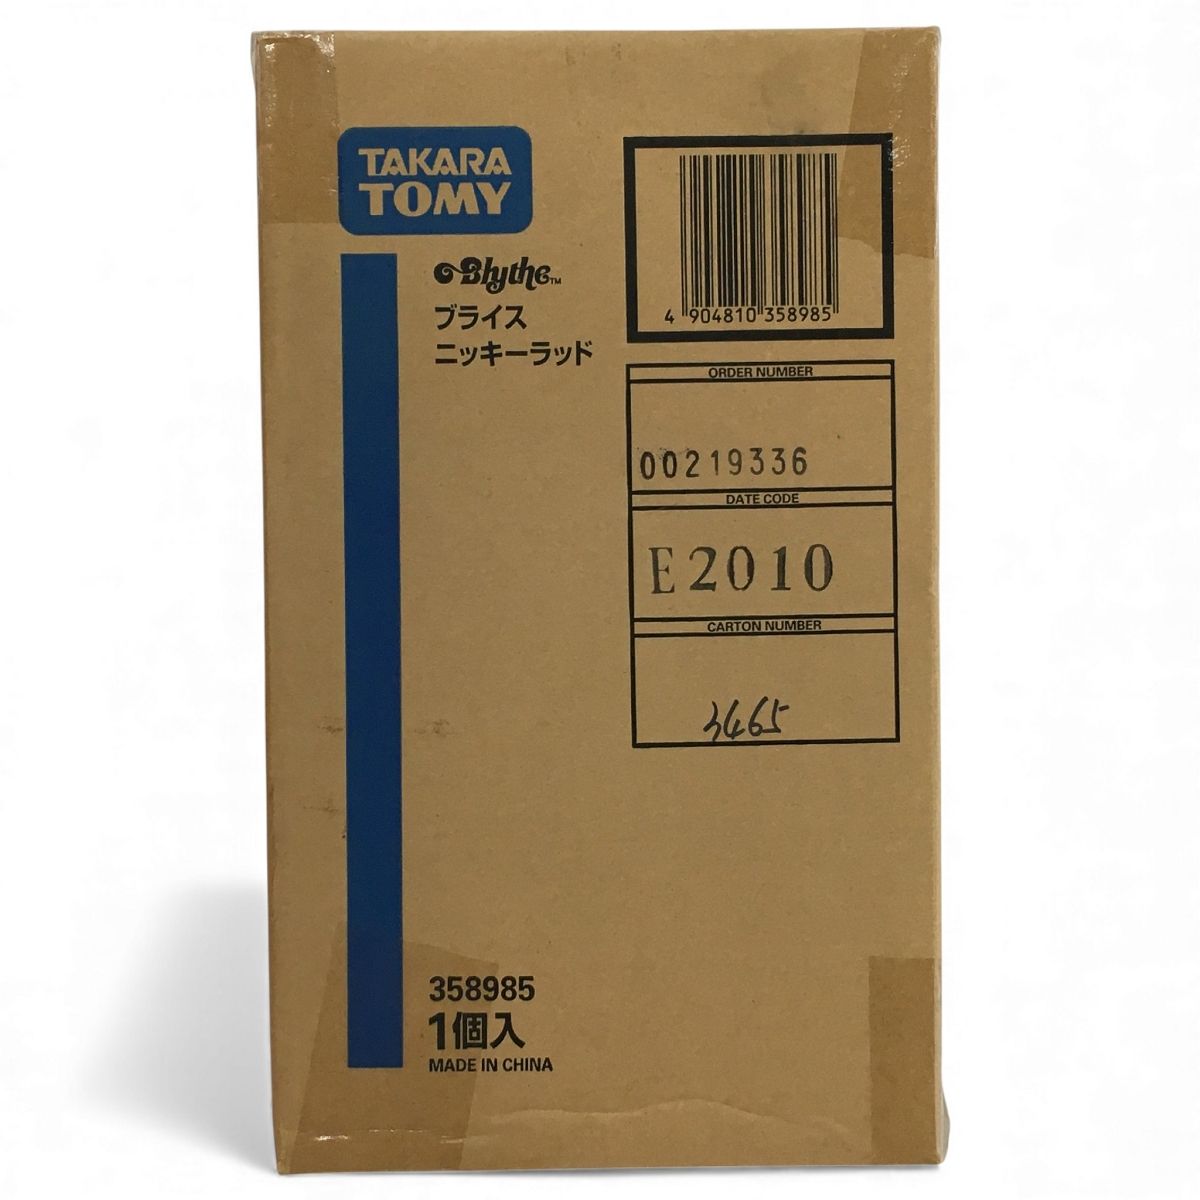 TAKARA
TOMY
Blythe™
ブライス
ニッキーラッド
4 904810 358985
ORDER NUMBER
00219336
DATE CODE
E2010
CARTON NUMBER
3465
358985
1個入
MADE IN CHINA